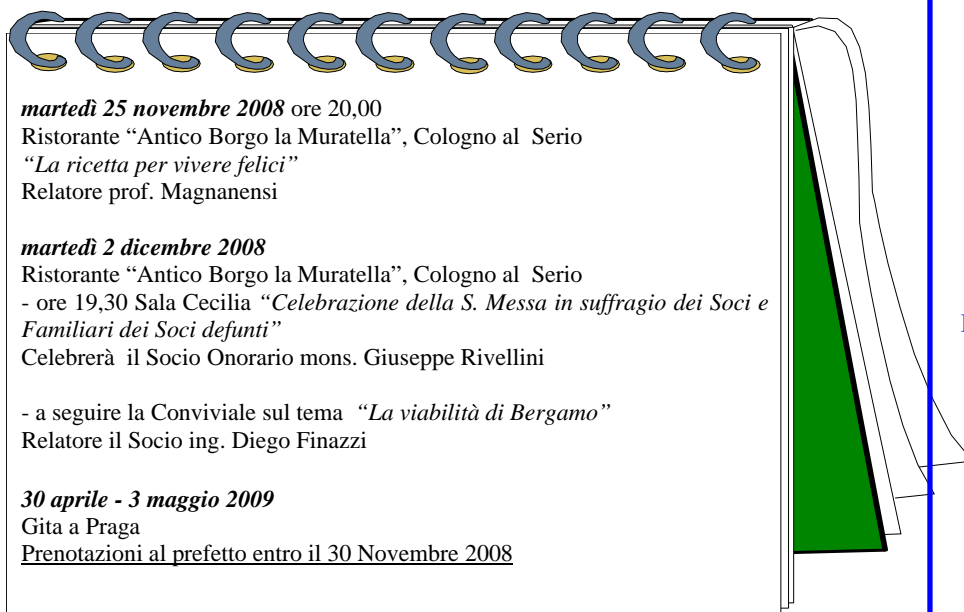 martedì 25 novembre 2008 ore 20,00
Ristorante “Antico Borgo la Muratella”, Cologno al Serio
“La ricetta per vivere felici”
Relatore prof. Magnanensi
martedì 2 dicembre 2008
Ristorante “Antico Borgo la Muratella”, Cologno al Serio
- ore 19,30 Sala Cecilia “Celebrazione della S. Messa in suffragio dei Soci e
Familiari dei Soci defunti”
Celebrerà il Socio Onorario mons. Giuseppe Rivellini
- a seguire la Conviviale sul tema “La viabilità di Bergamo”
Relatore il Socio ing. Diego Finazzi
30 aprile - 3 maggio 2009
Gita a Praga
Prenotazioni al prefetto entro il 30 Novembre 2008